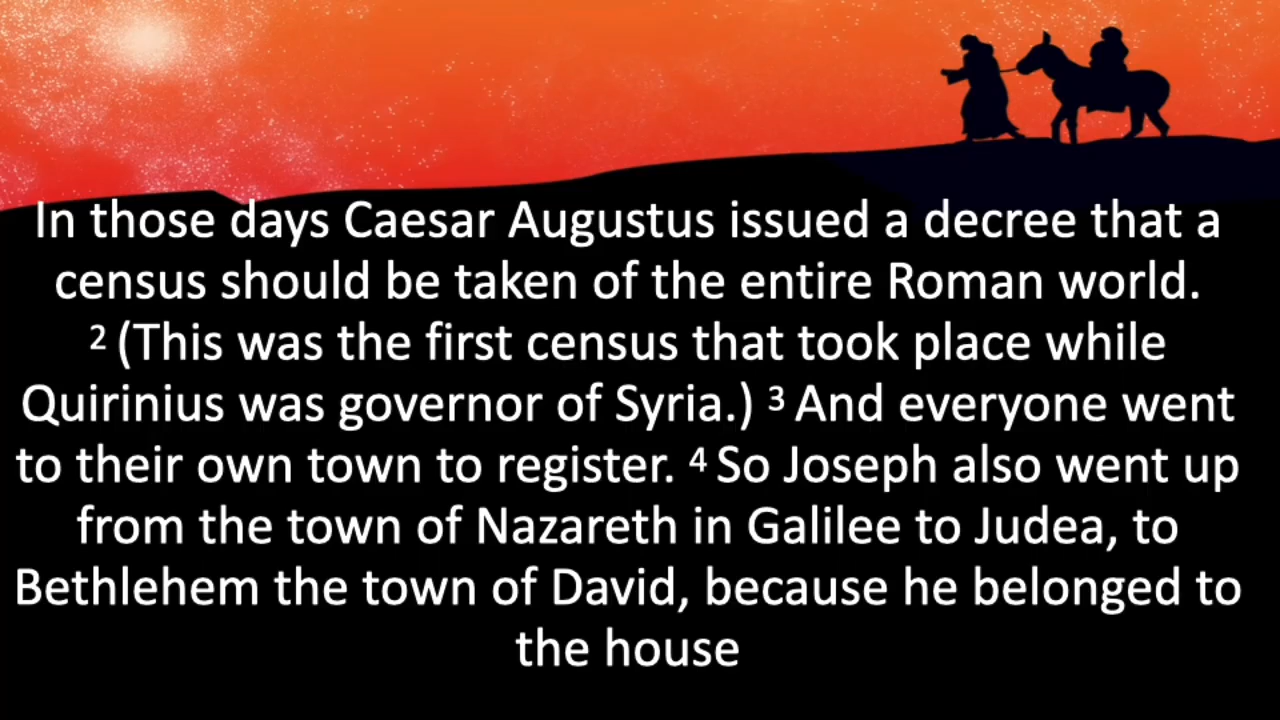 In those days Caesar Augustus issued a decree that a
census should be taken of the entire Roman world.
2 (This was the first census that took place while
Quirinius was governor of Syria.) 3 And everyone went
to their own town to register. 4 So Joseph also went up
from the town of Nazareth in Galilee to Judea, to
Bethlehem the town of David, because he belonged to
the house